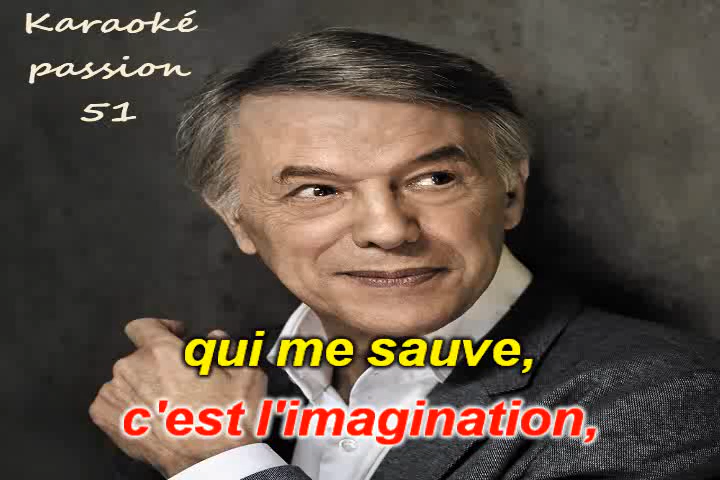 Karaoké
passion
51
qui me sauve,
c'est l'imagination,